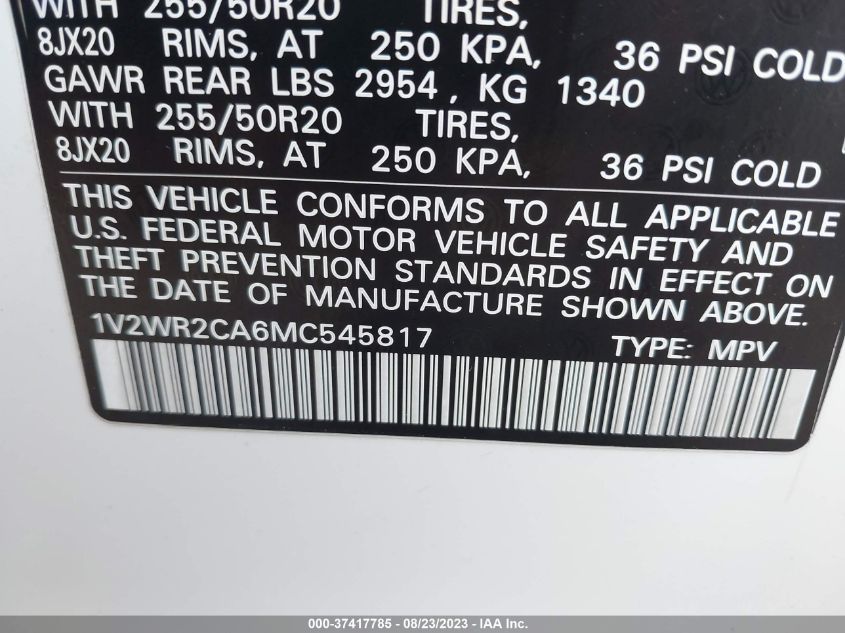 WITH 255/50R20 TIRES,
8JX20 RIMS, AT 250 KPA, 36 PSI COLD
GAWR REAR LBS 2954, KG 1340
WITH 255/50R20 TIRES,
8JX20 RIMS, AT 250 KPA, 36 PSI COLD
THIS VEHICLE CONFORMS TO ALL APPLICABLE
U.S. FEDERAL MOTOR VEHICLE SAFETY AND
THEFT PREVENTION STANDARDS IN EFFECT ON
THE DATE OF MANUFACTURE SHOWN ABOVE.
1V2WR2CA6MC545817 TYPE: MPV
000-37417785 - 08/23/2023 - IAA Inc.